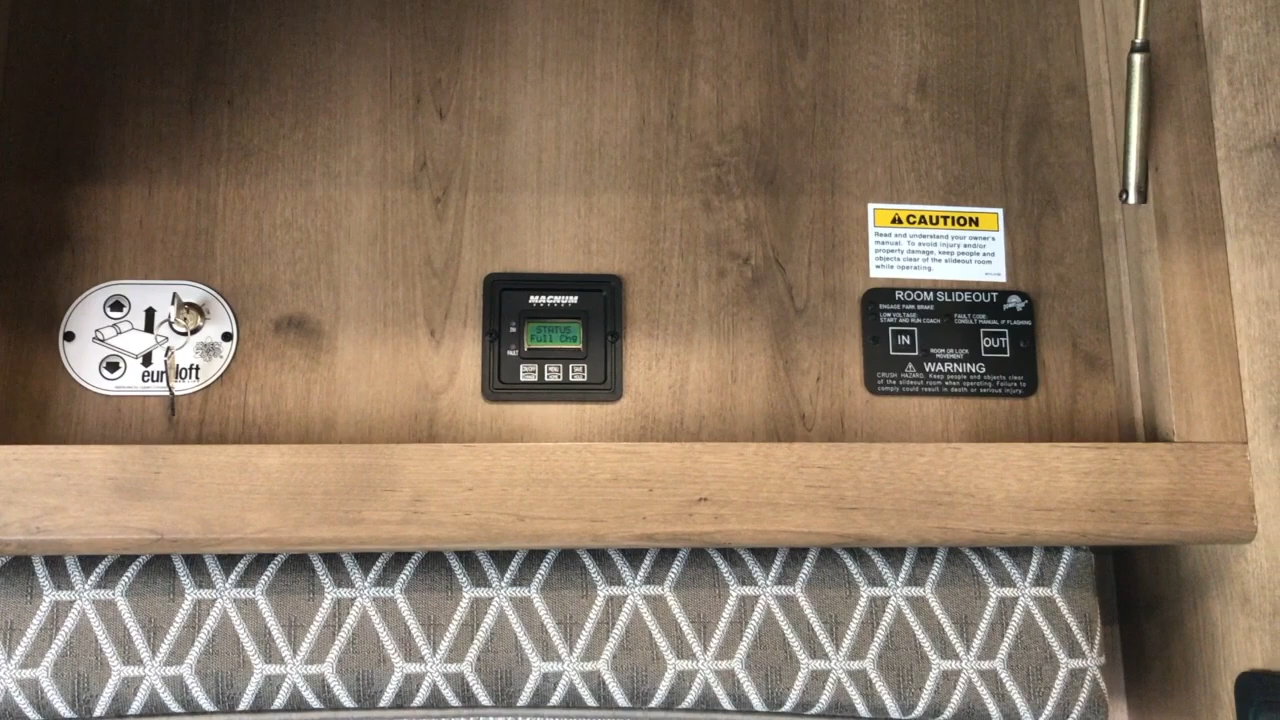 euroloft
MAGNUM
ENERGY
STATUS
Full Chg
ON
FAULT
ON/OFF
MENU
SAVE
CAUTION
Read and understand your owner's
manual. To avoid injury and/or
property damage, keep people and
objects clear of the slideout room
while operating.
ROOM SLIDEOUT
ENGAGE PARK BRAKE
LOW VOLTAGE:
START AND RUN COACH
FAULT CODE:
CONSULT MANUAL IF FLASHING
IN
OUT
ROOM OR LOCK
MOVEMENT
WARNING
CRUSH HAZARD. Keep people and objects clear
of the slideout room when operating. Failure to
comply could result in death or serious injury.